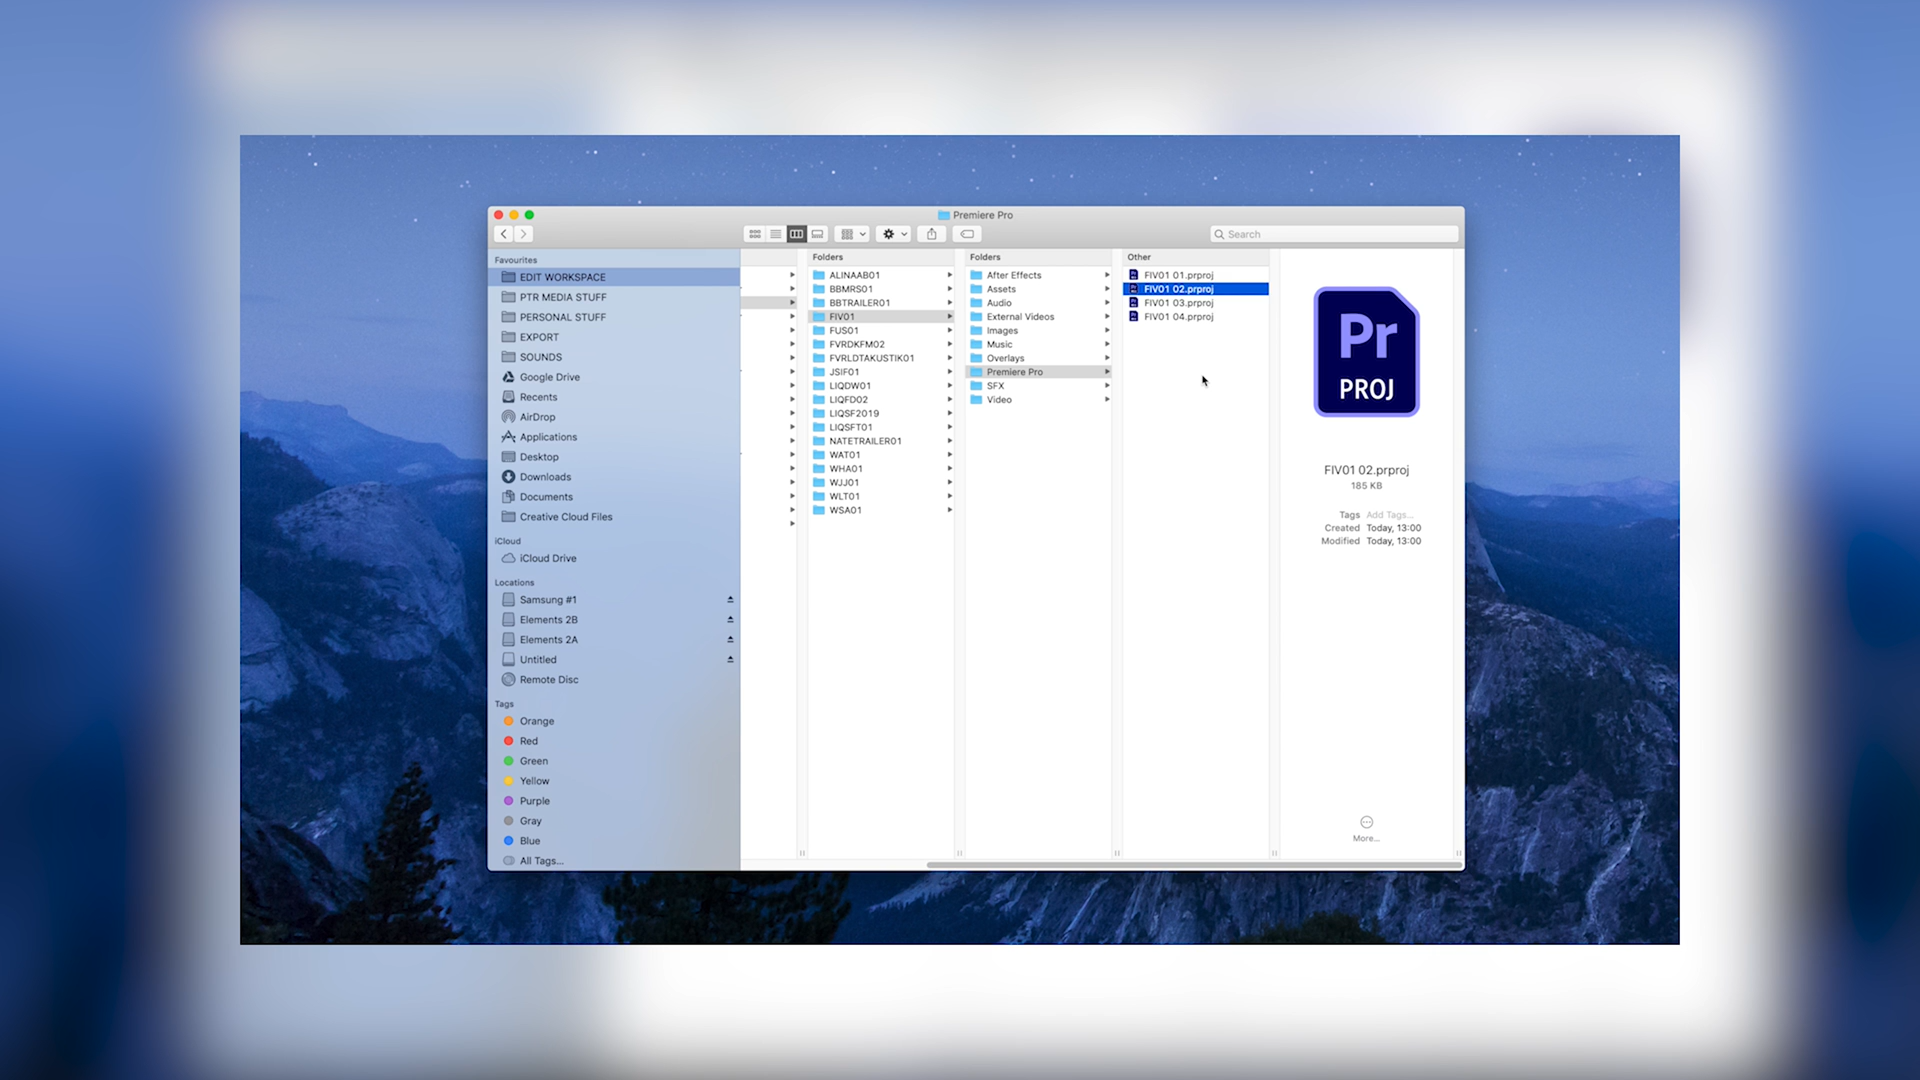 Premiere Pro
Search
Favourites
EDIT WORKSPACE
PTR MEDIA STUFF
PERSONAL STUFF
EXPORT
SOUNDS
Google Drive
Recents
AirDrop
Applications
Desktop
Downloads
Documents
Creative Cloud Files
iCloud
iCloud Drive
Locations
Samsung #1
Elements 2B
Elements 2A
Untitled
Remote Disc
Tags
Orange
Red
Green
Yellow
Purple
Gray
Blue
All Tags...
Folders
ALINAAB01
BBMRS01
BBTRAILER01
FIV01
FUS01
FVRDKFM02
FVRLDTAKUSTIK01
JSIF01
LIQDW01
LIQFD02
LIQSF2019
LIQSFT01
NATETRAILER01
WAT01
WHA01
WJJ01
WLT01
WSA01
Folders
After Effects
Assets
Audio
External Videos
Images
Music
Overlays
Premiere Pro
SFX
Video
Other
FIV01 01.prproj
FIV01 02.prproj
FIV01 03.prproj
FIV01 04.prproj
Pr
PROJ
FIV01 02.prproj
185 KB
Tags Add Tags...
Created Today, 13:00
Modified Today, 13:00
More...